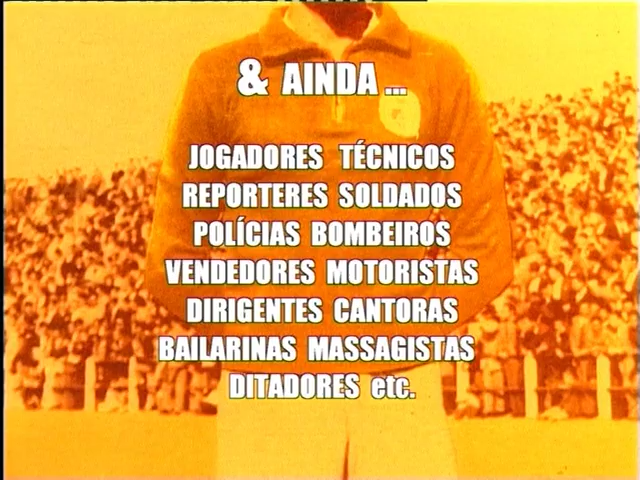 & AINDA...
JOGADORES TÉCNICOS
REPORTERES SOLDADOS
POLÍCIAS BOMBEIROS
VENDEDORES MOTORISTAS
DIRIGENTES CANTORAS
BAILARINAS MASSAGISTAS
DITADORES etc.